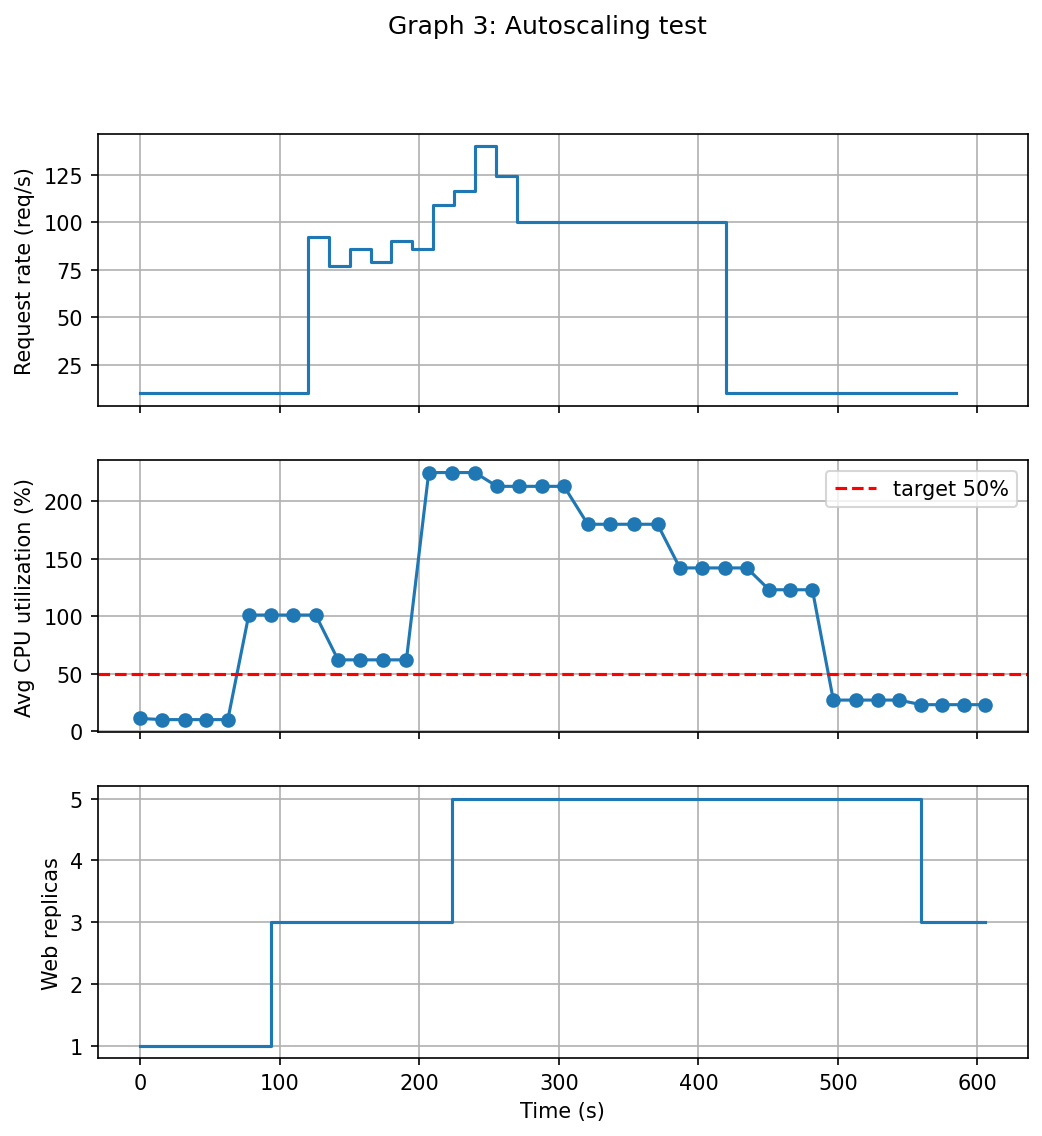 Graph 3: Autoscaling test
Request rate (req/s)
125
100
75
50
25
Avg CPU utilization (%)
200
150
100
50
0
target 50%
Web replicas
5
4
3
2
1
0 100 200 300 400 500 600
Time (s)